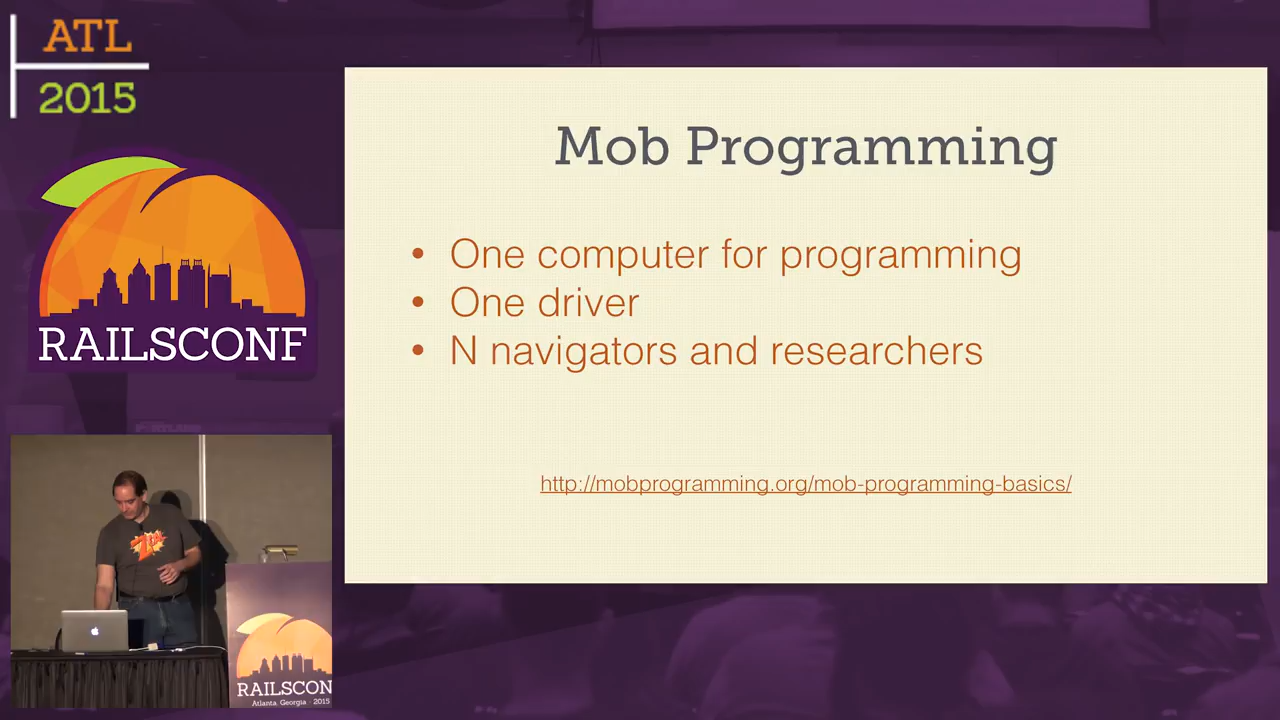 ATL
2015
RAILSCONF
Mob Programming
• One computer for programming
• One driver
• N navigators and researchers
http://mobprogramming.org/mob-programming-basics/
RAILSCON
Atlanta, Georgia · 2015